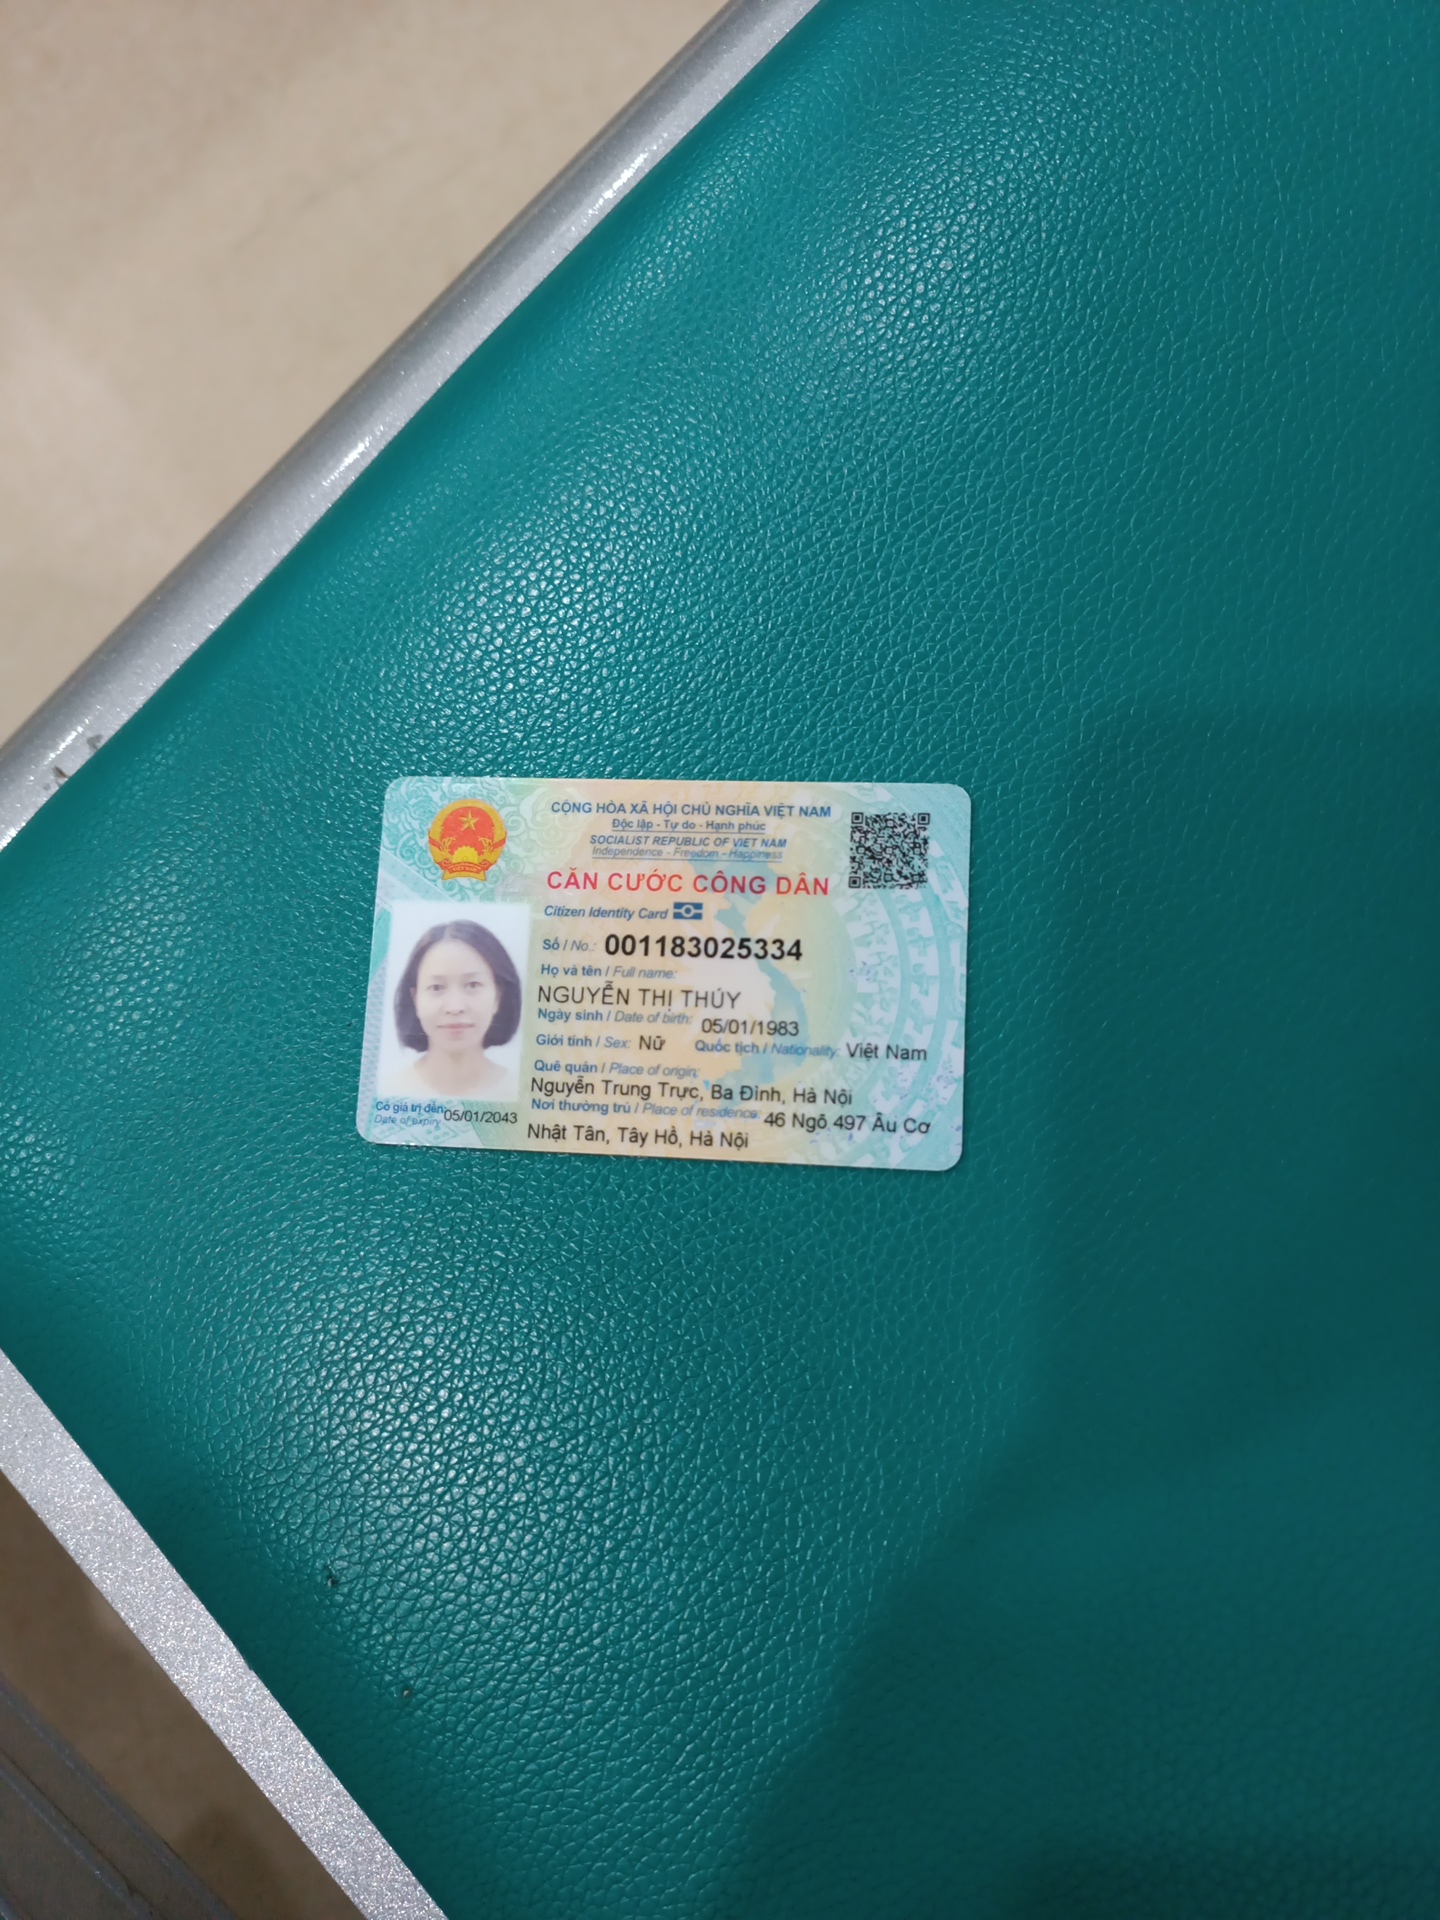 CỘNG HÒA XÃ HỘI CHỦ NGHĨA VIỆT NAM
Độc lập - Tự do - Hạnh phúc
SOCIALIST REPUBLIC OF VIET NAM
Independence - Freedom - Happiness
CĂN CƯỚC CÔNG DÂN
Citizen Identity Card
Số / No.: 001183025334
Họ và tên / Full name:
NGUYỄN THỊ THÚY
Ngày sinh / Date of birth: 05/01/1983
Giới tính / Sex: Nữ Quốc tịch / Nationality: Việt Nam
Quê quán / Place of origin:
Nguyễn Trung Trực, Ba Đình, Hà Nội
Nơi thường trú / Place of residence: 46 Ngõ 497 Âu Cơ
Nhật Tân, Tây Hồ, Hà Nội
Có giá trị đến: 05/01/2043
Date of expiry
VIỆT NAM